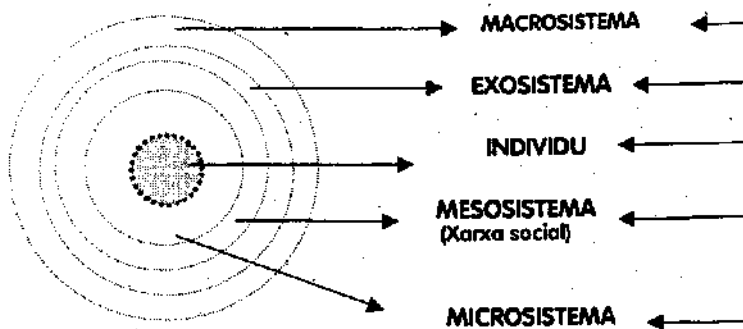 MACROSISTEMA
EXOSISTEMA
INDIVIDU
MESOSISTEMA
(Xarxa social)
MICROSISTEMA